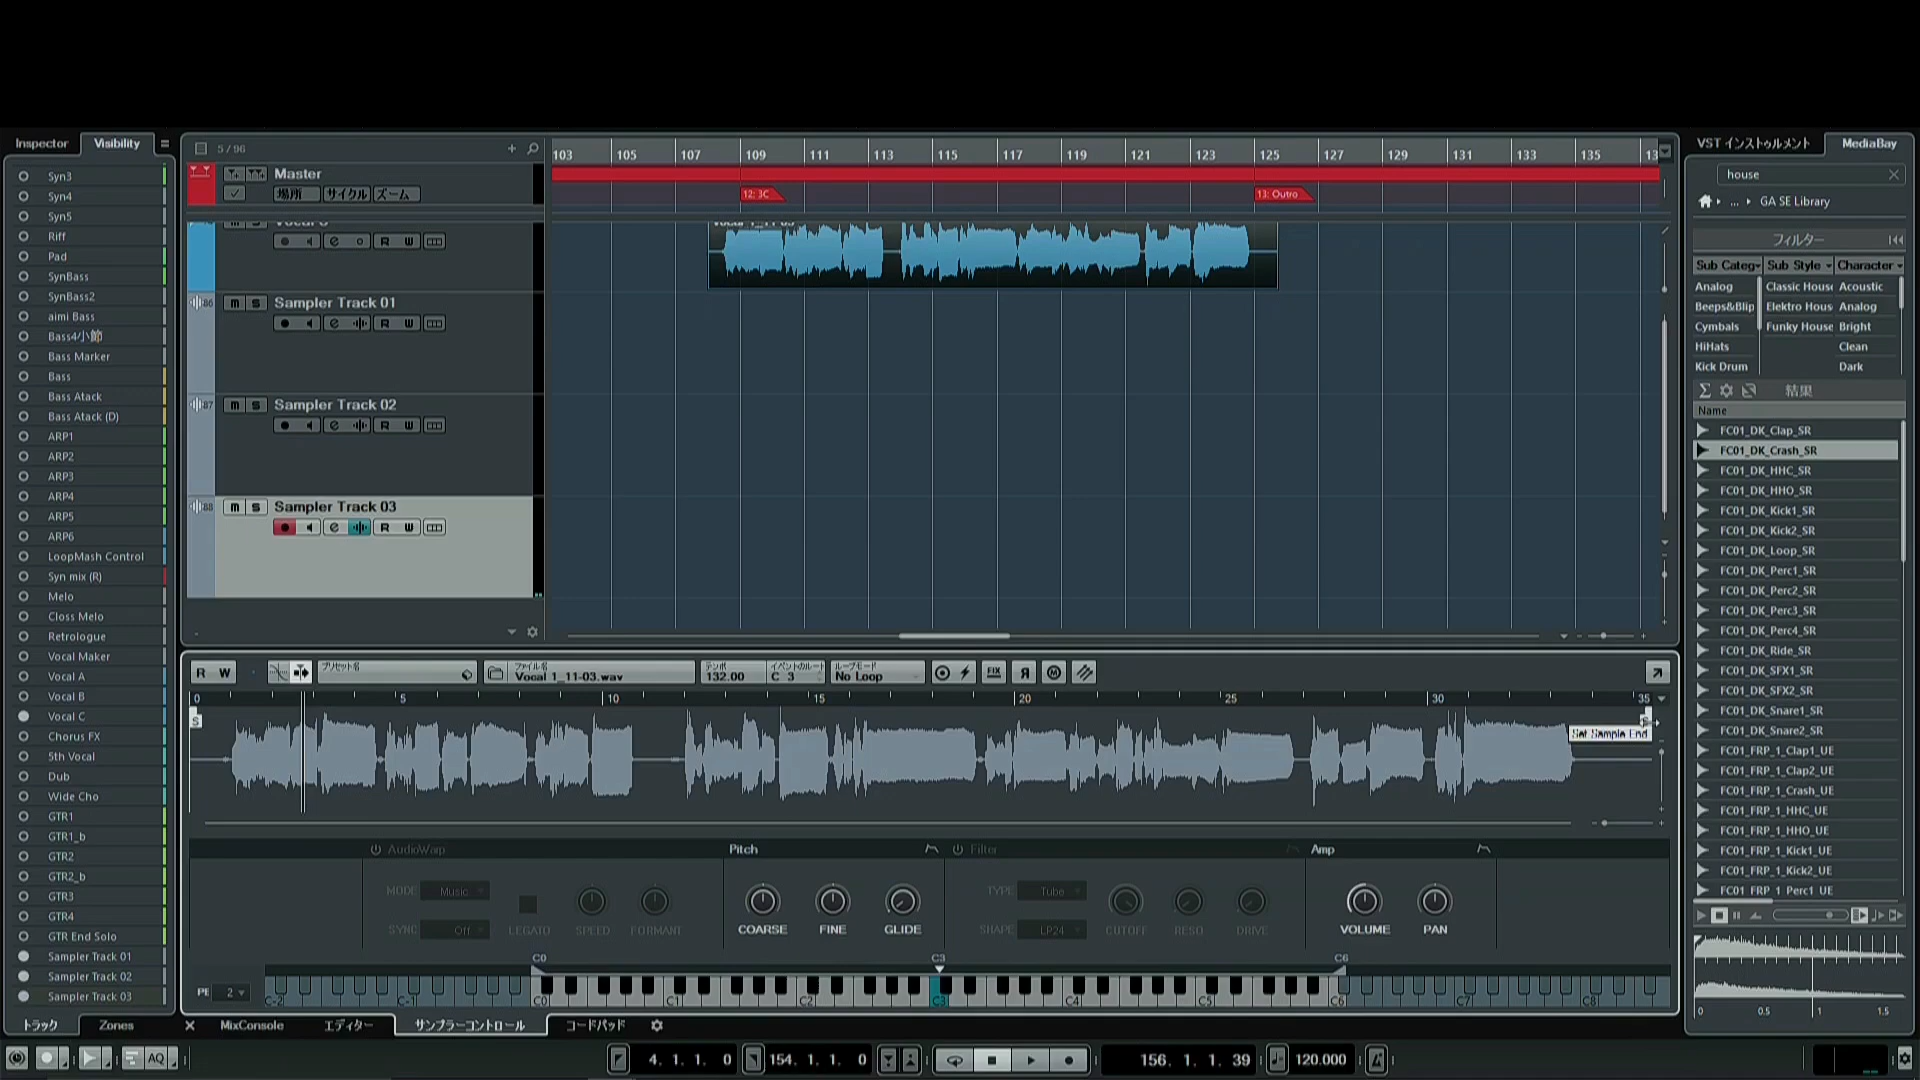 Inspector
Visibility
Syn3
Syn4
Syn5
Riff
Pad
SynBass
SynBass2
aimi Bass
Bass4小節
Bass Marker
Bass
Bass Atack
Bass Atack (D)
ARP1
ARP2
ARP3
ARP4
ARP5
ARP6
LoopMash Control
Syn mix (R)
Melo
Closs Melo
Retrologue
Vocal Maker
Vocal A
Vocal B
Vocal C
Chorus FX
5th Vocal
Dub
Wide Cho
GTR1
GTR1_b
GTR2
GTR2_b
GTR3
GTR4
GTR End Solo
Sampler Track 01
Sampler Track 02
Sampler Track 03
トラック
Zones
5 / 96
Master
場所 サイクル ズーム
R W
86 m s Sampler Track 01
R W
87 m s Sampler Track 02
R W
88 m s Sampler Track 03
R W
103 105 107 109 111 113 115 117 119 121 123 125 127 129 131 133 135 13
12: 3C
13: Outro
R W
プリセット名
ファイル名
Vocal 1_11-03.wav
テンポ
132.00
イベントのルート
C 3
ループモード
No Loop
FIX
0 5 10 15 20 25 30 35
S
Set Sample End
AudioWarp
MODE Music
SYNC Off
LEGATO SPEED FORMANT
Pitch
COARSE FINE GLIDE
Filter
TYPE Tube
SHAPE LP24
CUTOFF RESO DRIVE
Amp
VOLUME PAN
C0 C3 C6
PB 2
C-2 C-1 C0 C1 C2 C3 C4 C5 C6 C7 C8
MixConsole
エディター
サンプラーコントロール
コードパッド
AQ
4. 1. 1. 0
154. 1. 1. 0
156. 1. 1. 39
120.000
VST インストゥルメント
MediaBay
house
... GA SE Library
フィルター
Sub Categ Sub Style Character
Analog Classic House Acoustic
Beeps&Blip Elektro Hous Analog
Cymbals Funky House Bright
HiHats Clean
Kick Drum Dark
結果
Name
FC01_DK_Clap_SR
FC01_DK_Crash_SR
FC01_DK_HHC_SR
FC01_DK_HHO_SR
FC01_DK_Kick1_SR
FC01_DK_Kick2_SR
FC01_DK_Loop_SR
FC01_DK_Perc1_SR
FC01_DK_Perc2_SR
FC01_DK_Perc3_SR
FC01_DK_Perc4_SR
FC01_DK_Ride_SR
FC01_DK_SFX1_SR
FC01_DK_SFX2_SR
FC01_DK_Snare1_SR
FC01_DK_Snare2_SR
FC01_FRP_1_Clap1_UE
FC01_FRP_1_Clap2_UE
FC01_FRP_1_Crash_UE
FC01_FRP_1_HHC_UE
FC01_FRP_1_HHO_UE
FC01_FRP_1_Kick1_UE
FC01_FRP_1_Kick2_UE
FC01_FRP_1_Perc1_UE
0 0.5 1 1.5